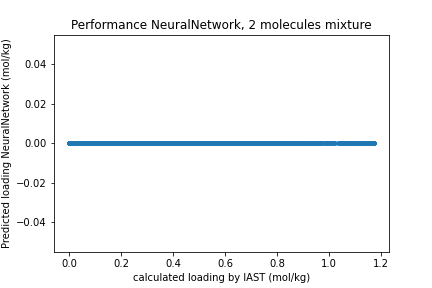 Performance NeuralNetwork, 2 molecules mixture
Predicted loading NeuralNetwork (mol/kg)
0.04
0.02
0.00
−0.02
−0.04
0.0 0.2 0.4 0.6 0.8 1.0 1.2
calculated loading by IAST (mol/kg)